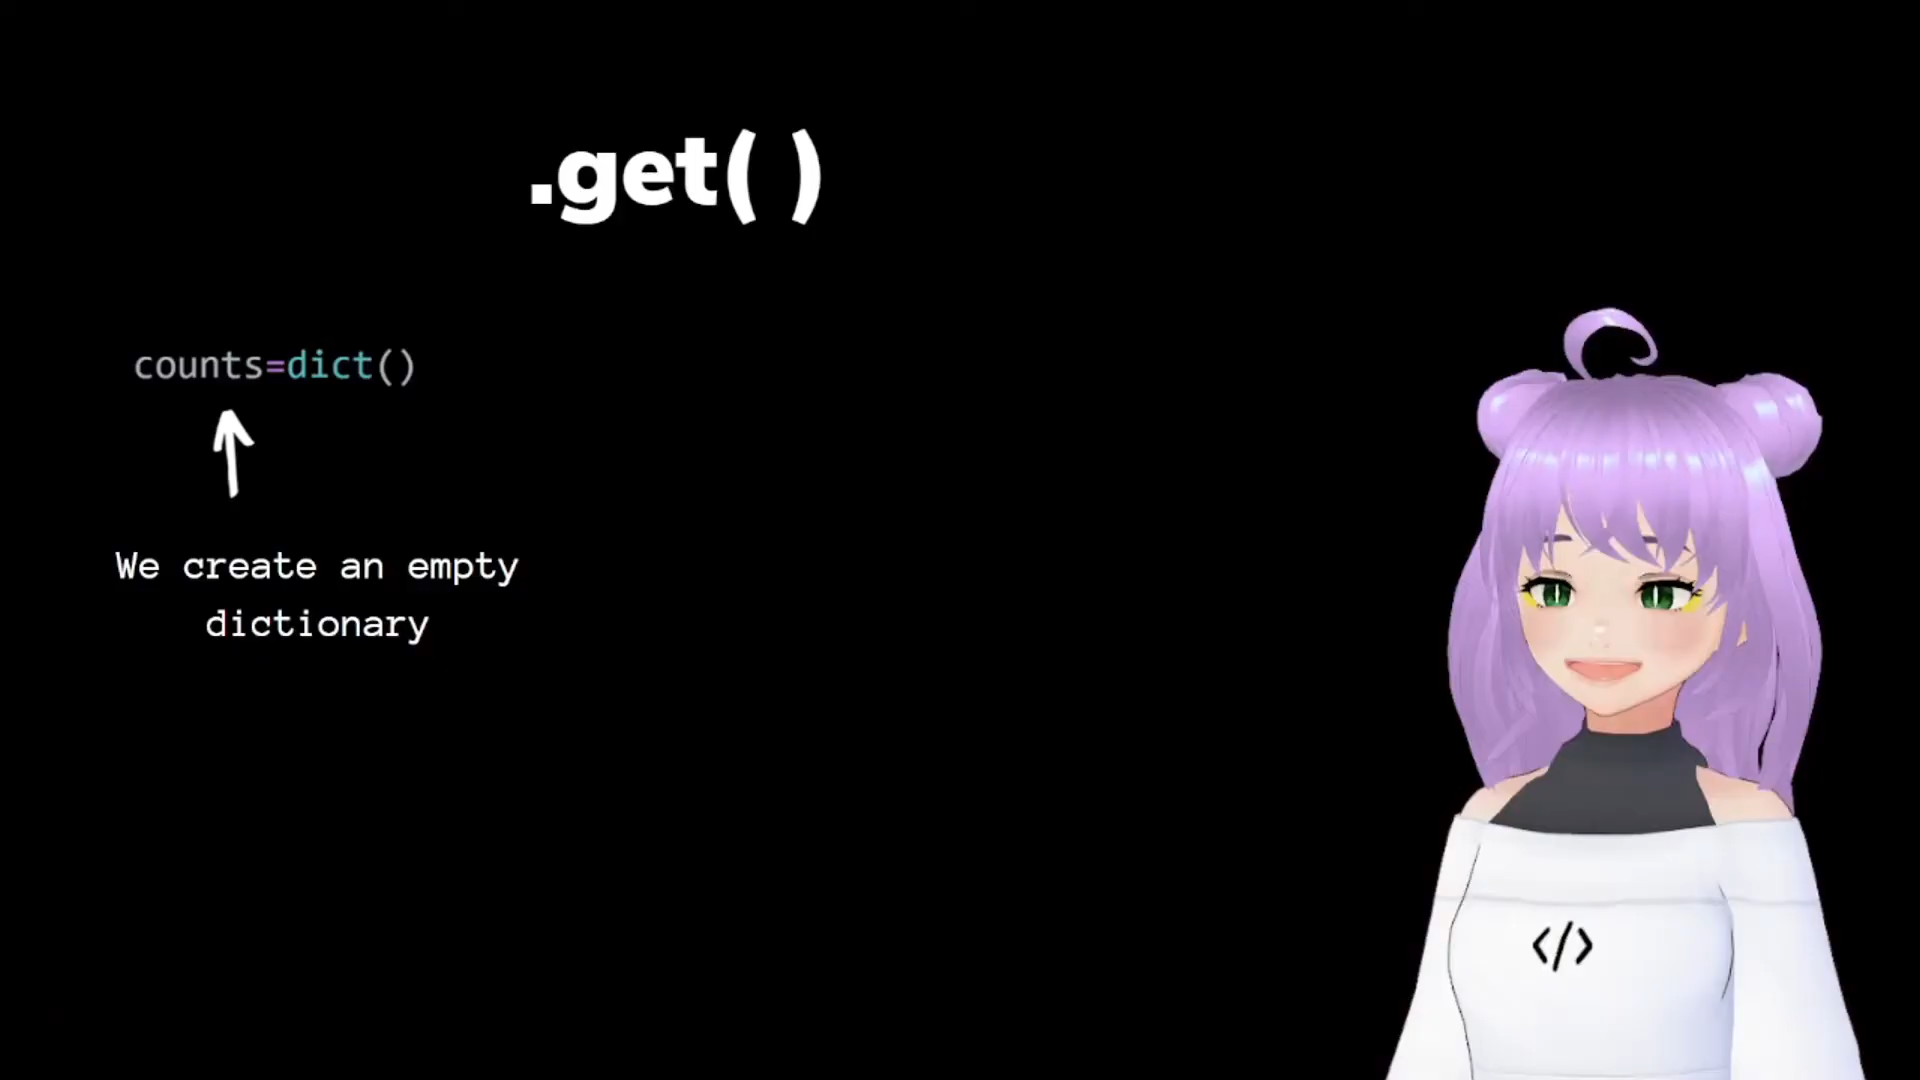 .get( )
counts=dict()
We create an empty
dictionary
</>